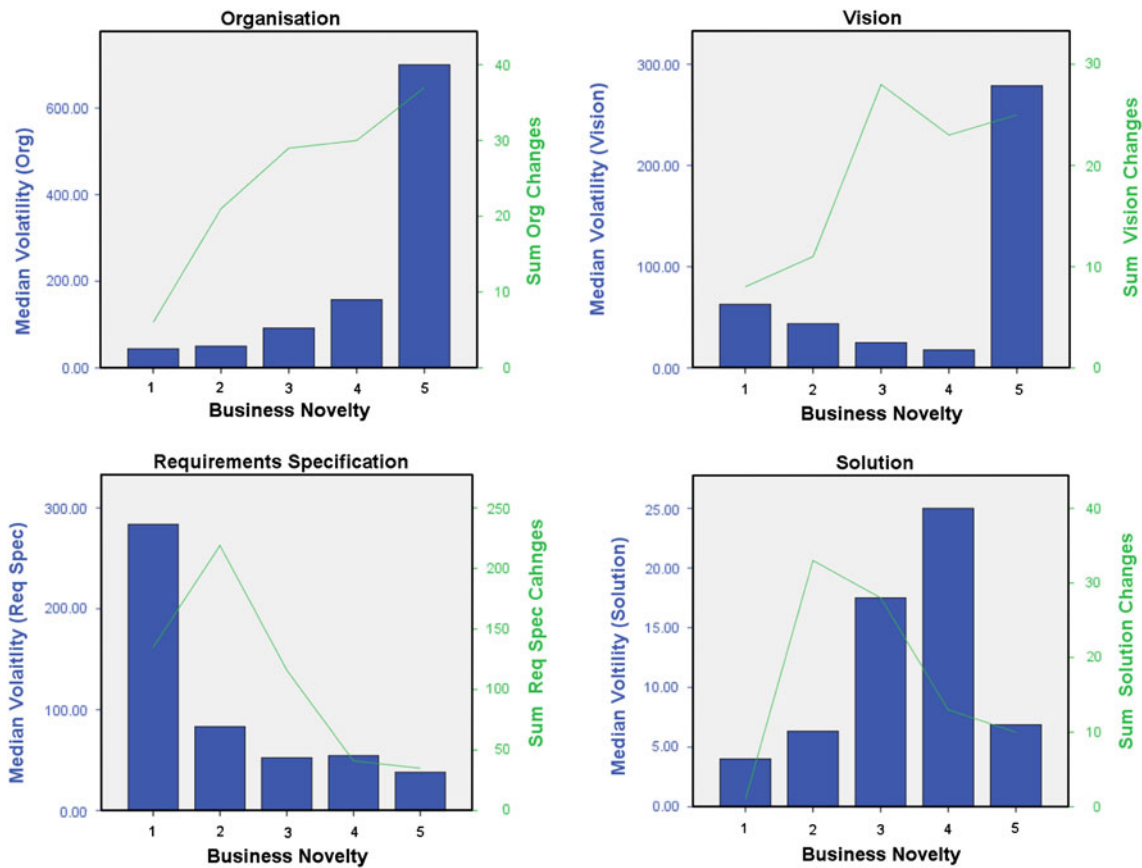 Organisation
Median Volatility (Org)
600.00
400.00
200.00
0.00
40
30
20
10
0
Sum Org Changes
1 2 3 4 5
Business Novelty
Vision
Median Volatility (Vision)
300.00
200.00
100.00
0.00
30
20
10
0
Sum Vision Changes
1 2 3 4 5
Business Novelty
Requirements Specification
Median Volaitlity (Req Spec)
300.00
200.00
100.00
0.00
250
200
150
100
50
0
Sum Req Spec Cahnges
1 2 3 4 5
Business Novelty
Solution
Median Voltility (Solution)
25.00
20.00
15.00
10.00
5.00
0.00
40
30
20
10
0
Sum Solution Changes
1 2 3 4 5
Business Novelty